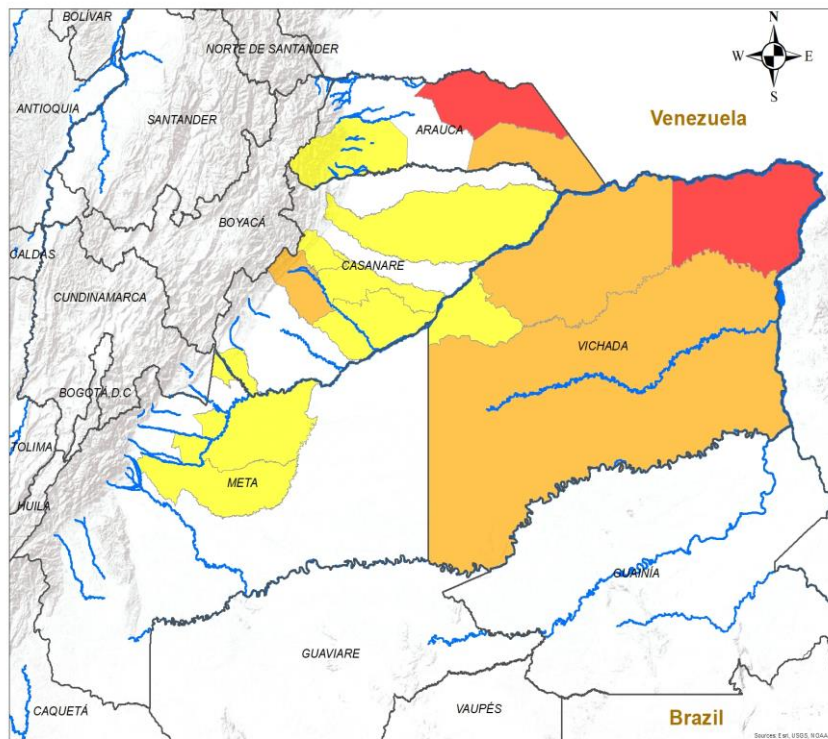 BOLÍVAR
NORTE DE SANTANDER
N
W
E
S
ANTIOQUIA
SANTANDER
ARAUCA
Venezuela
BOYACÁ
CALDAS
CASANARE
CUNDINAMARCA
VICHADA
BOGOTÁ D.C
TOLIMA
META
HUILA
GUAINÍA
GUAVIARE
CAQUETÁ
VAUPÉS
Brazil
Sources: Esri, USGS, NOAA